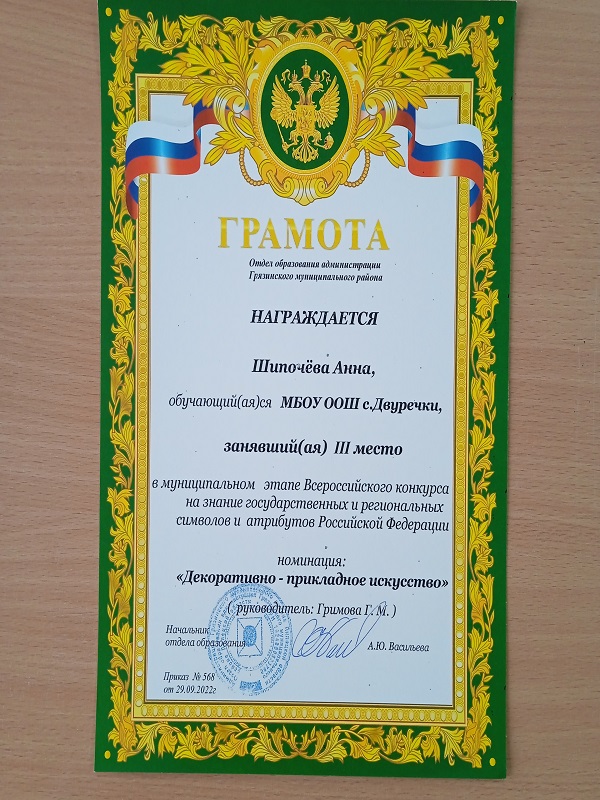 ГРАМОТА
Отдел образования администрации
Грязинского муниципального района
НАГРАЖДАЕТСЯ
Шипочёва Анна,
обучающий(ая)ся МБОУ ООШ с.Двуречки,
занявший(ая) III место
в муниципальном этапе Всероссийского конкурса
на знание государственных и региональных
символов и атрибутов Российской Федерации
номинация:
«Декоративно - прикладное искусство»
( руководитель: Гримова Г. М. )
Начальник
отдела образования
А.Ю. Васильева
Приказ № 568
от 29.09.2022г